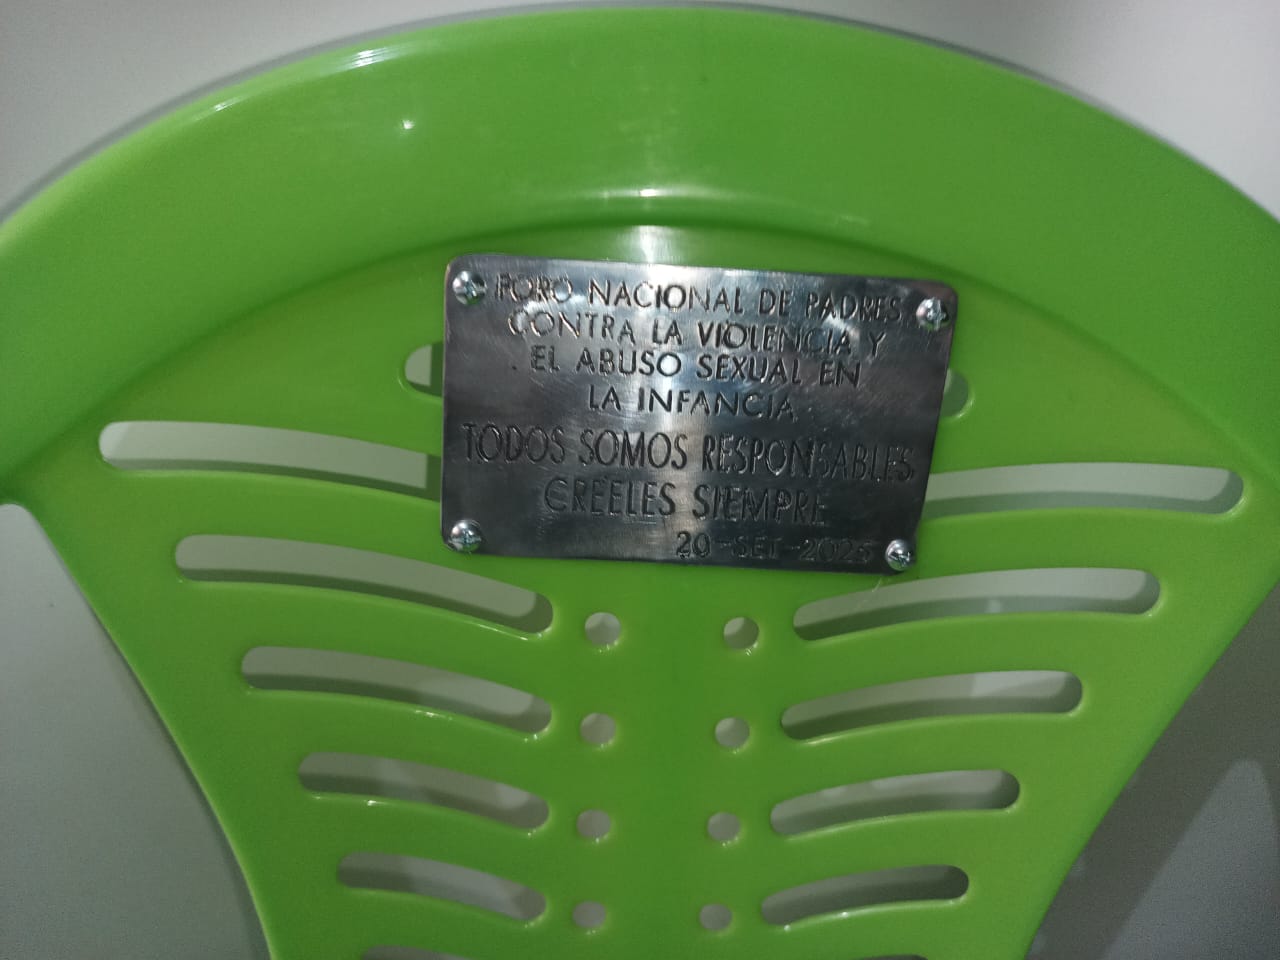 FORO NACIONAL DE PADRES
CONTRA LA VIOLENCIA Y
EL ABUSO SEXUAL EN
LA INFANCIA
TODOS SOMOS RESPONSABLES
CREELES SIEMPRE
20-SET-2025